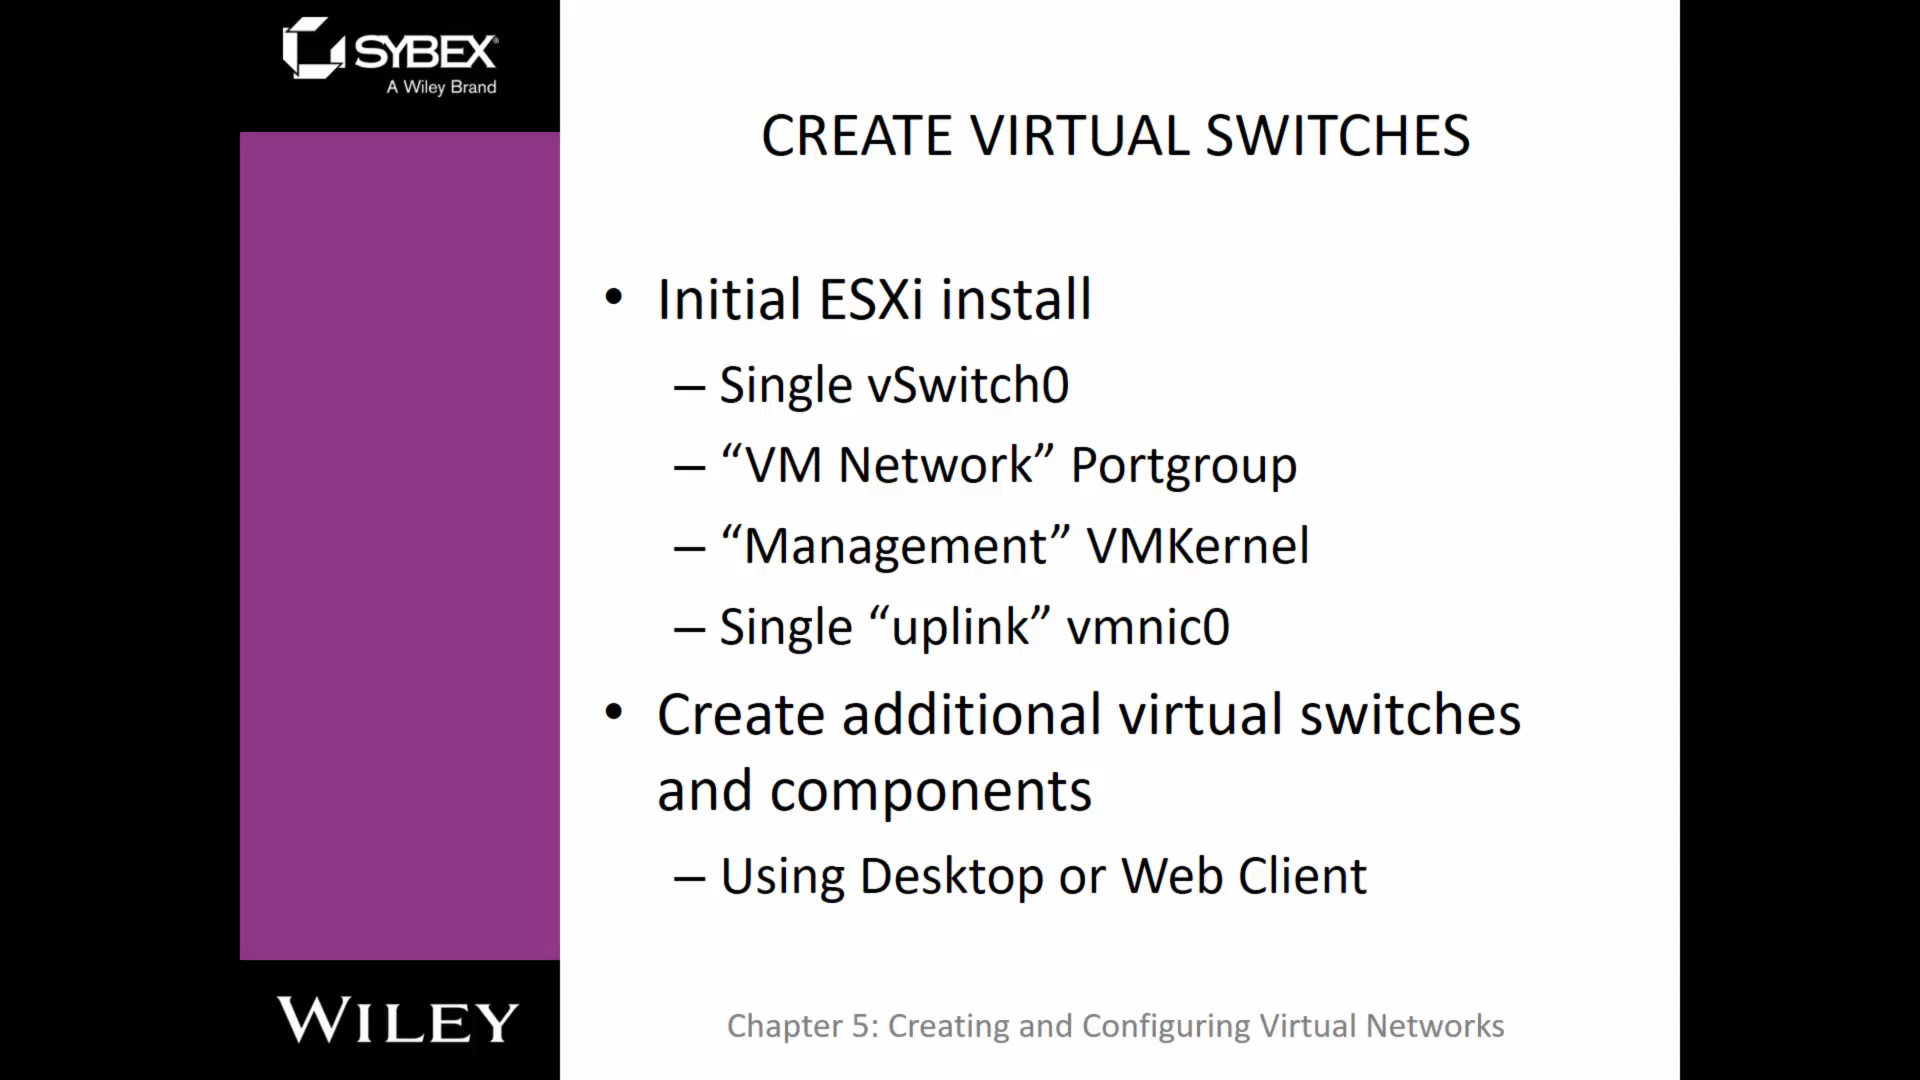 SYBEX®
A Wiley Brand
CREATE VIRTUAL SWITCHES
• Initial ESXi install
– Single vSwitch0
– “VM Network” Portgroup
– “Management” VMKernel
– Single “uplink” vmnic0
• Create additional virtual switches
and components
– Using Desktop or Web Client
WILEY
Chapter 5: Creating and Configuring Virtual Networks